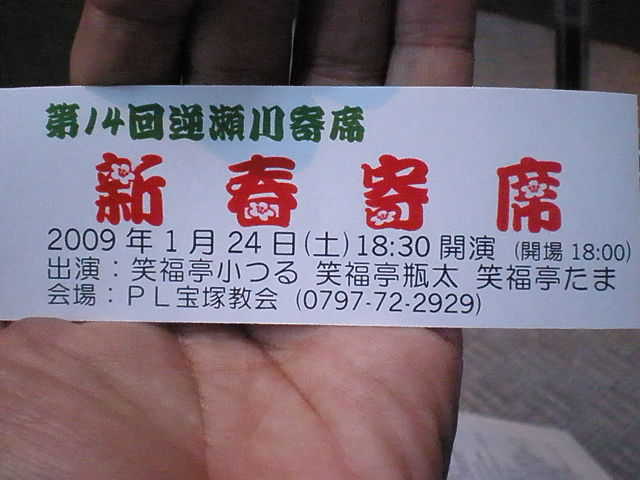 第14回逆瀬川寄席
新春寄席
2009年1月24日(土)18:30開演 (開場 18:00)
出演：笑福亭小つる 笑福亭瓶太 笑福亭たま
会場：PL宝塚教会 (0797-72-2929)